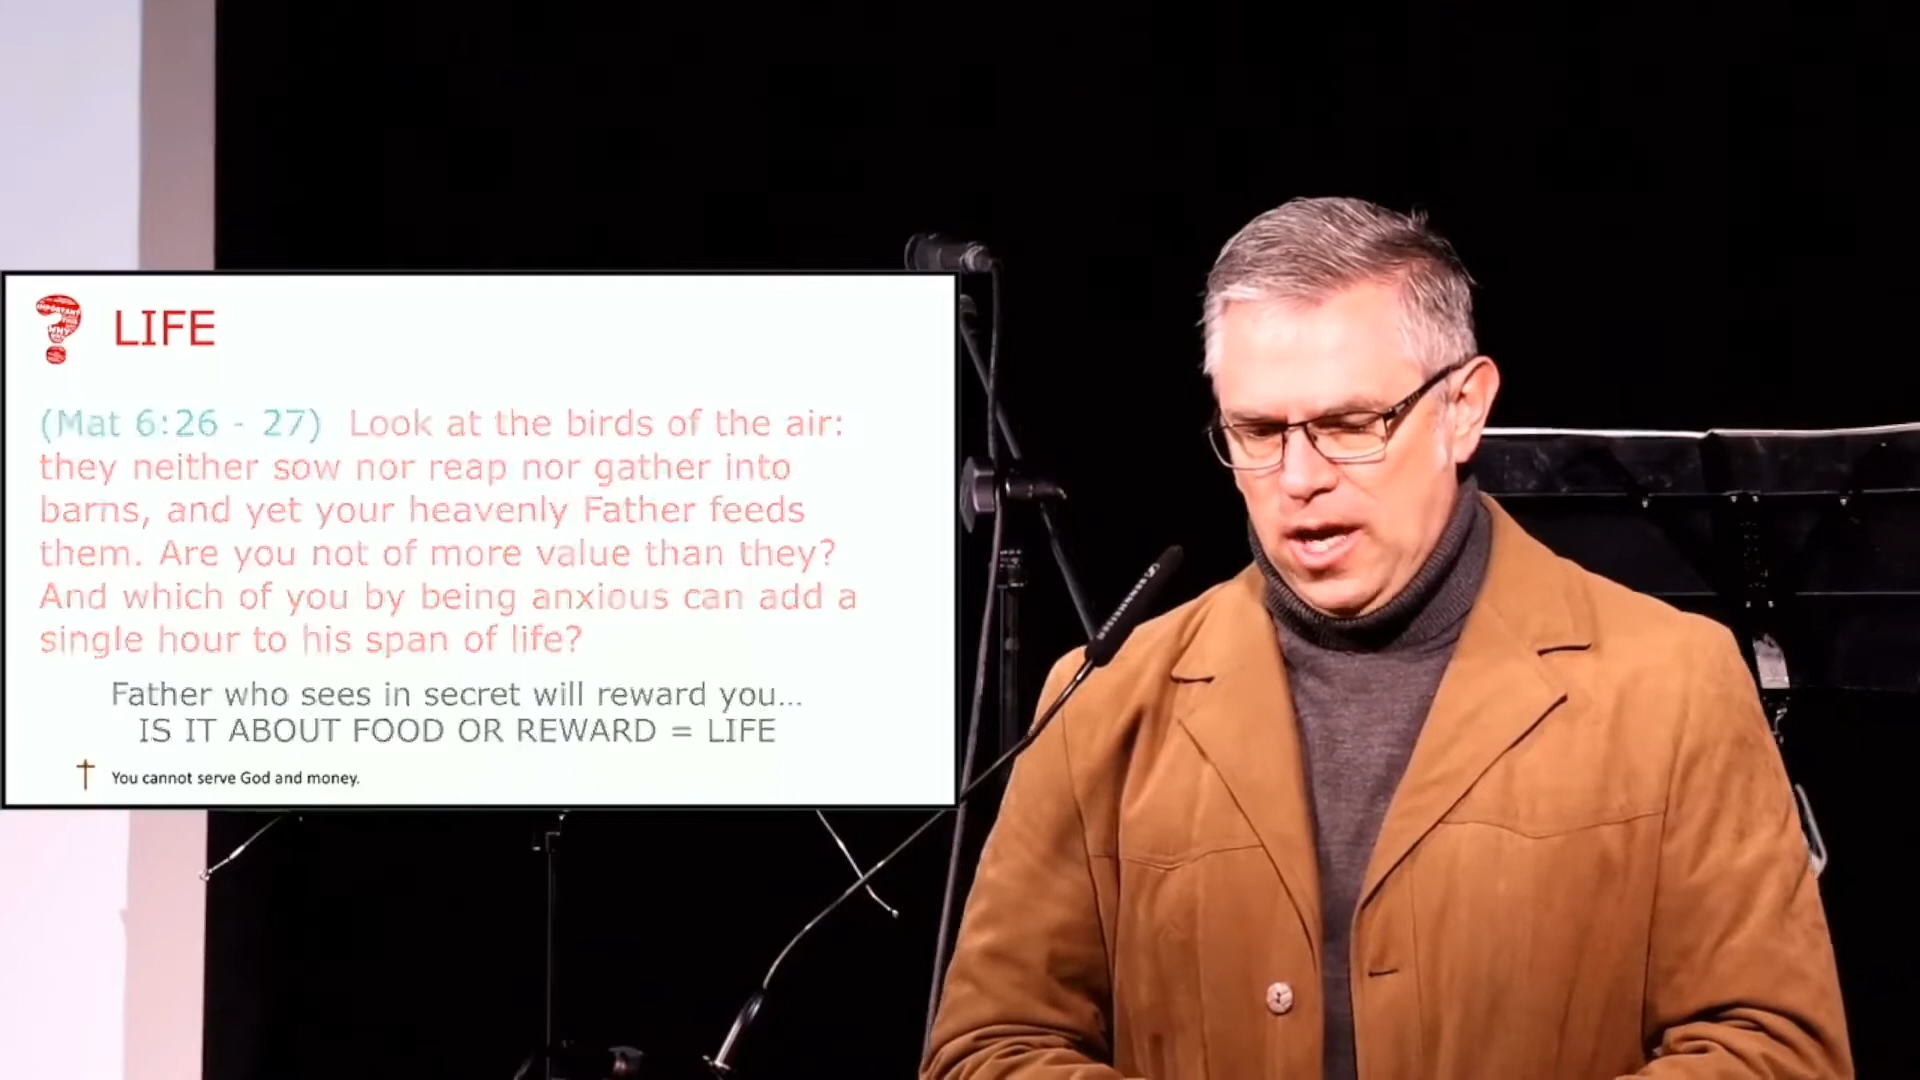 IMPORTANT
WHY
LIFE
(Mat 6:26 - 27) Look at the birds of the air:
they neither sow nor reap nor gather into
barns, and yet your heavenly Father feeds
them. Are you not of more value than they?
And which of you by being anxious can add a
single hour to his span of life?
Father who sees in secret will reward you...
IS IT ABOUT FOOD OR REWARD = LIFE
You cannot serve God and money.
SENNHEISER